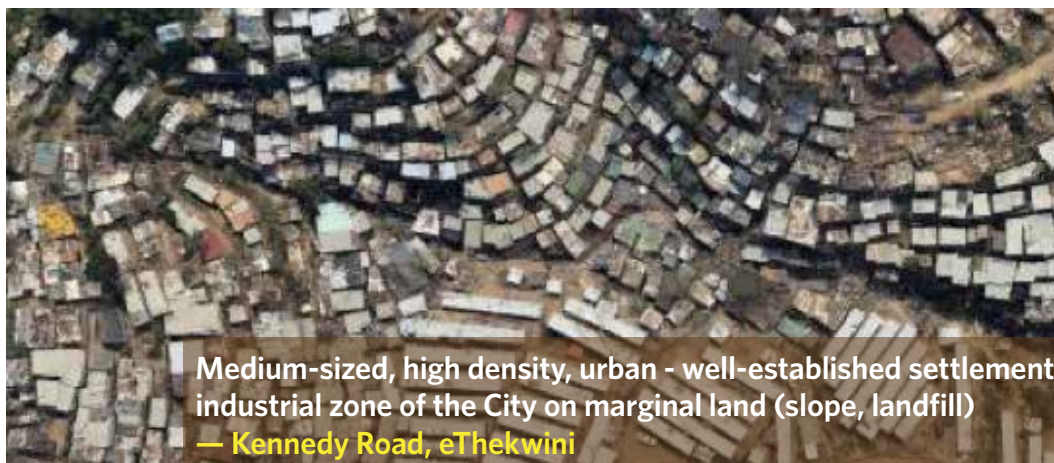 Medium-sized, high density, urban - well-established settlement
industrial zone of the City on marginal land (slope, landfill)
— Kennedy Road, eThekwini